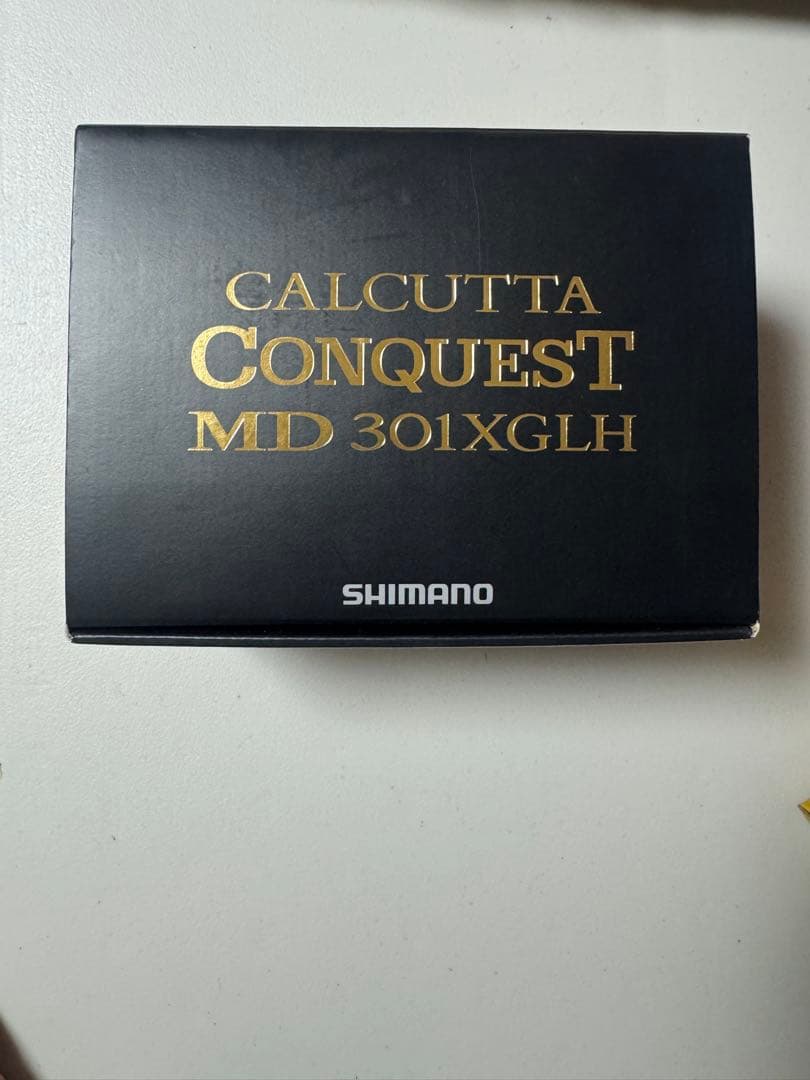 CALCUTTA
CONQUEST
MD 301XGLH
SHIMANO